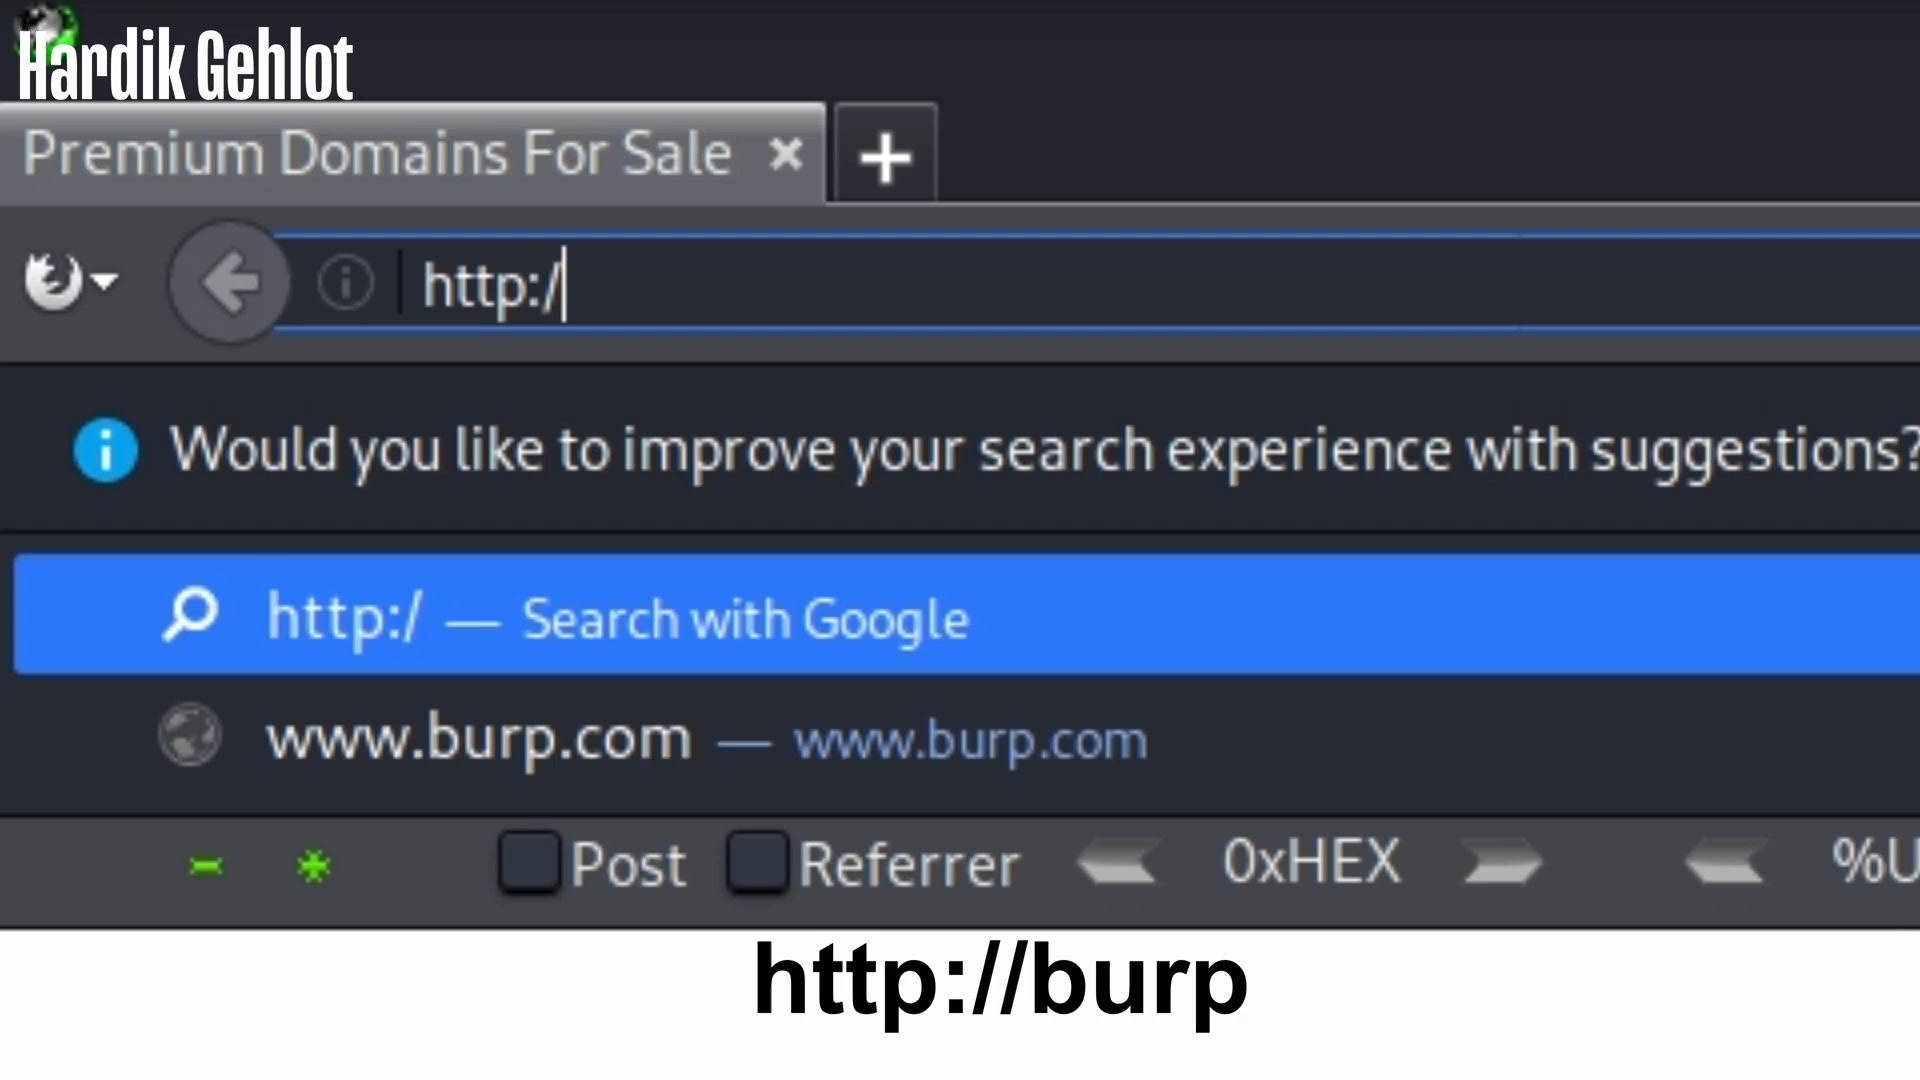 Hardik Gehlot
Premium Domains For Sale
http:/
Would you like to improve your search experience with suggestions?
http:/ — Search with Google
www.burp.com — www.burp.com
Post Referrer 0xHEX %U
http://burp